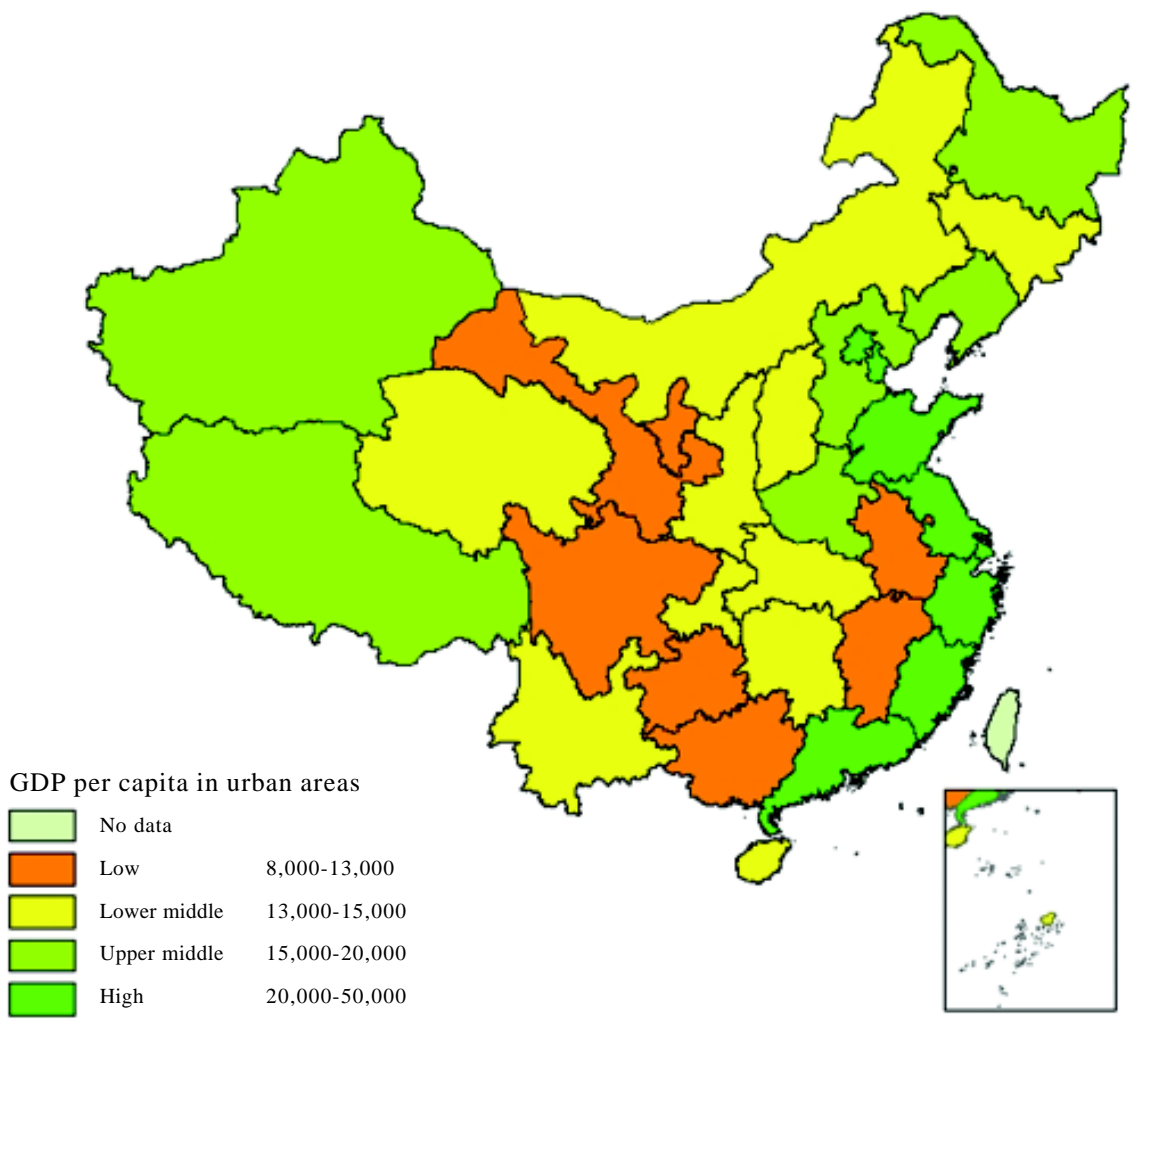 GDP per capita in urban areas
No data
Low 8,000-13,000
Lower middle 13,000-15,000
Upper middle 15,000-20,000
High 20,000-50,000